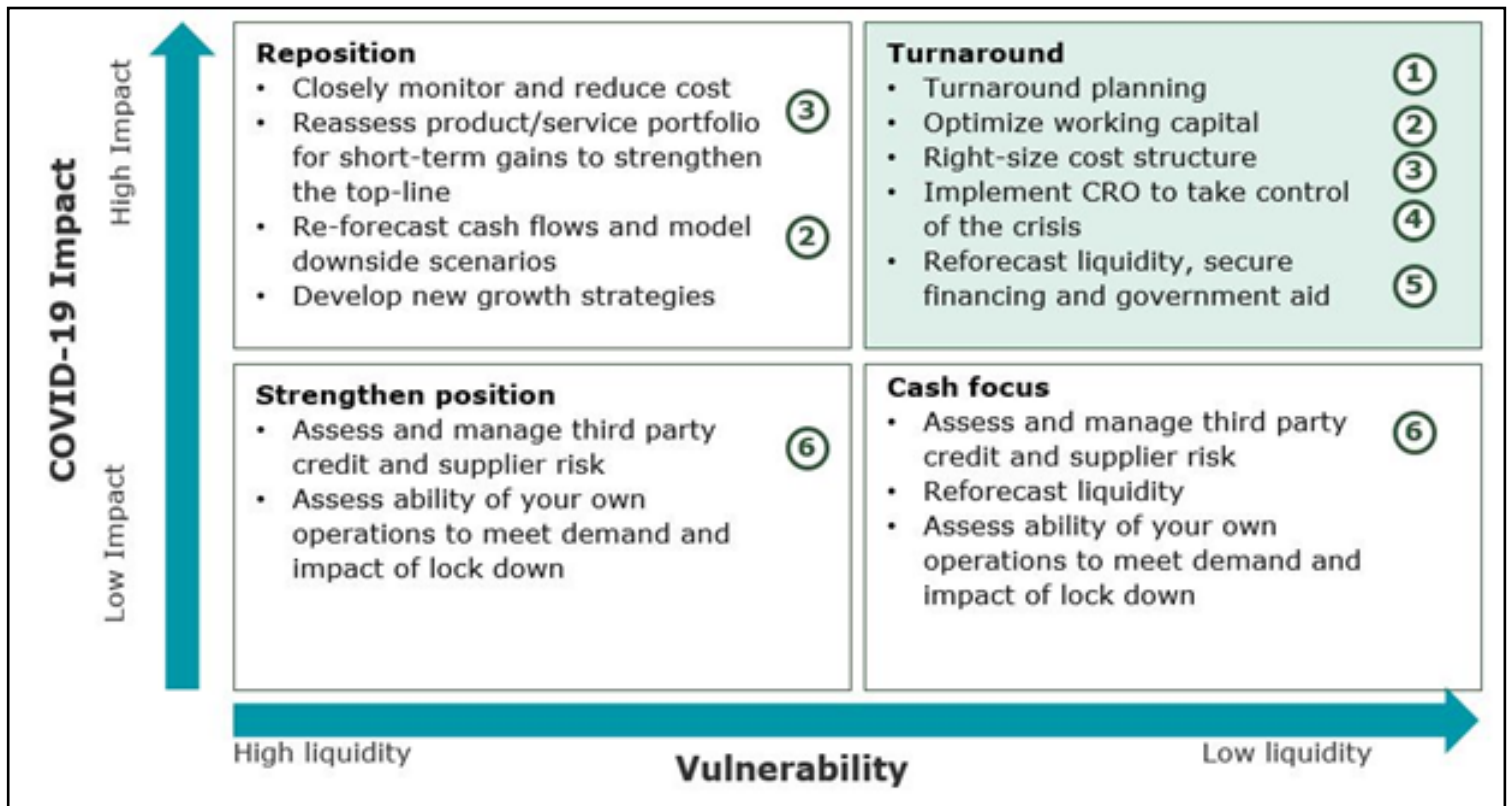 COVID-19 Impact
High Impact
Low Impact
Reposition
• Closely monitor and reduce cost
• Reassess product/service portfolio
for short-term gains to strengthen
the top-line
• Re-forecast cash flows and model
downside scenarios
• Develop new growth strategies
3
2
Turnaround
• Turnaround planning
• Optimize working capital
• Right-size cost structure
• Implement CRO to take control
of the crisis
• Reforecast liquidity, secure
financing and government aid
1
2
3
4
5
Strengthen position
• Assess and manage third party
credit and supplier risk
• Assess ability of your own
operations to meet demand and
impact of lock down
6
Cash focus
• Assess and manage third party
credit and supplier risk
• Reforecast liquidity
• Assess ability of your own
operations to meet demand and
impact of lock down
6
High liquidity
Vulnerability
Low liquidity